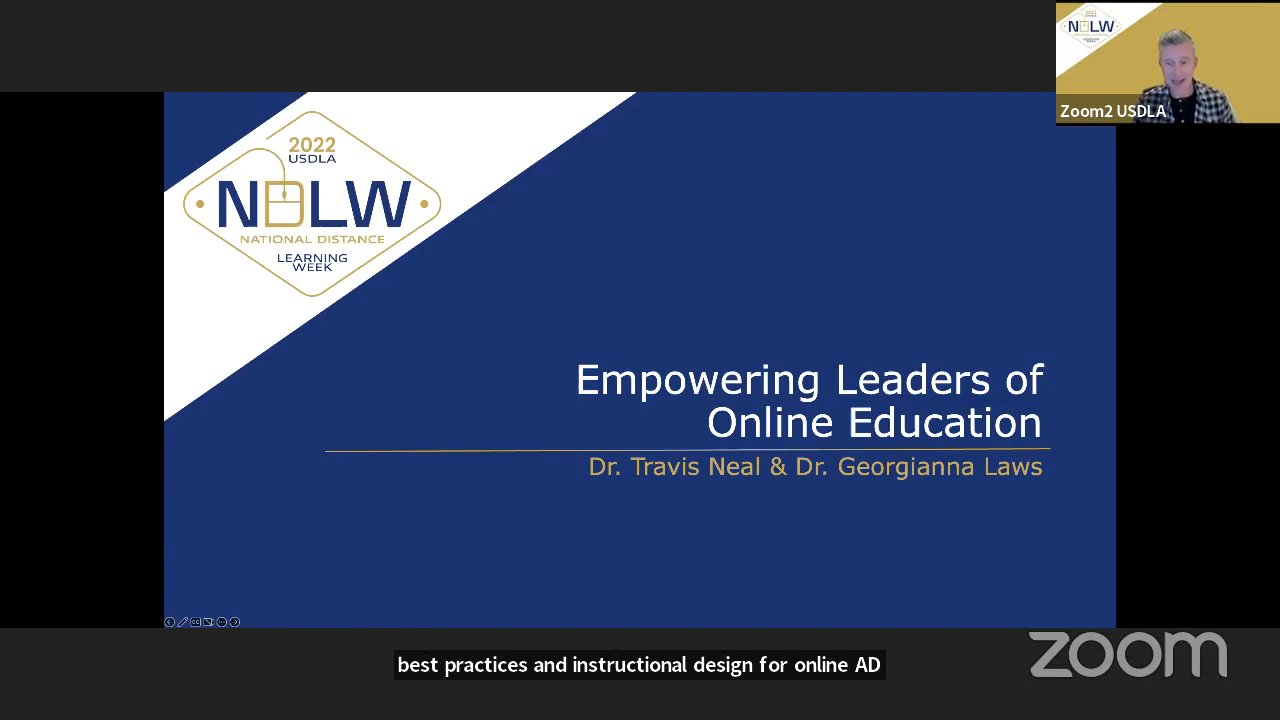 2022
USDLA
NDLW
NATIONAL DISTANCE
LEARNING
WEEK
NDLW
Zoom2 USDLA
Empowering Leaders of
Online Education
Dr. Travis Neal & Dr. Georgianna Laws
best practices and instructional design for online AD
zoom